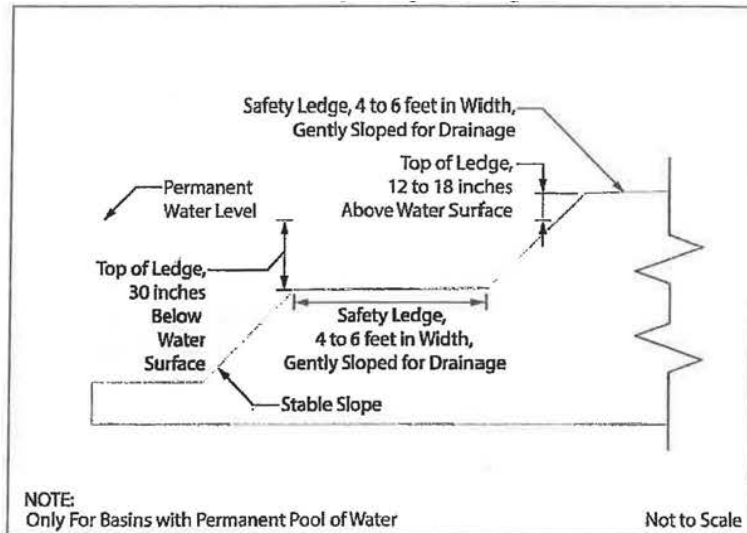 Safety Ledge, 4 to 6 feet in Width,
Gently Sloped for Drainage
Top of Ledge,
12 to 18 inches
Above Water Surface
Permanent
Water Level
Top of Ledge,
30 inches
Below
Water
Surface
Safety Ledge,
4 to 6 feet in Width,
Gently Sloped for Drainage
Stable Slope
NOTE:
Only For Basins with Permanent Pool of Water
Not to Scale